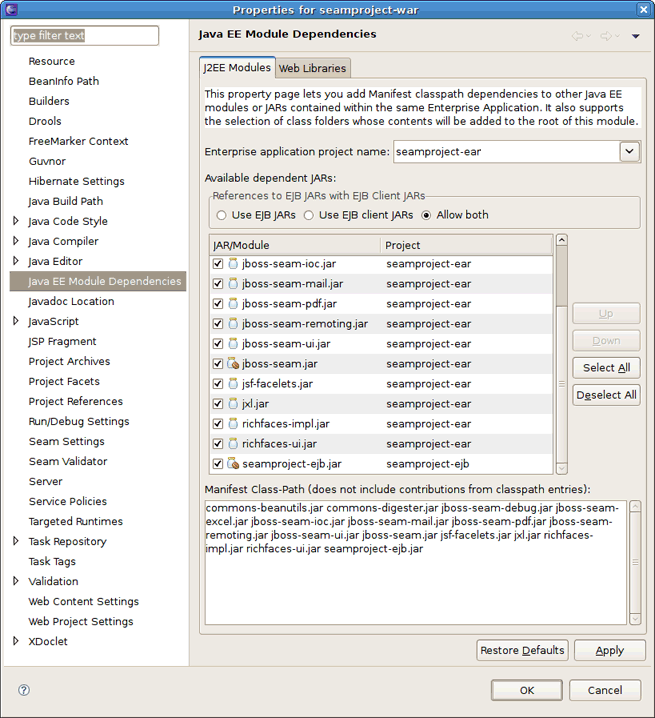 Properties for seamproject-war
type filter text
Resource
BeanInfo Path
Builders
Drools
FreeMarker Context
Guvnor
Hibernate Settings
Java Build Path
Java Code Style
Java Compiler
Java Editor
Java EE Module Dependencies
Javadoc Location
JavaScript
JSP Fragment
Project Archives
Project Facets
Project References
Run/Debug Settings
Seam Settings
Seam Validator
Server
Service Policies
Targeted Runtimes
Task Repository
Task Tags
Validation
Web Content Settings
Web Project Settings
XDoclet
Java EE Module Dependencies
J2EE Modules Web Libraries
This property page lets you add Manifest classpath dependencies to other Java EE
modules or JARs contained within the same Enterprise Application. It also supports
the selection of class folders whose contents will be added to the root of this module.
Enterprise application project name: seamproject-ear
Available dependent JARs:
References to EJB JARs with EJB Client JARs
Use EJB JARs Use EJB client JARs Allow both
JAR/Module Project
jboss-seam-ioc.jar seamproject-ear
jboss-seam-mail.jar seamproject-ear
jboss-seam-pdf.jar seamproject-ear
jboss-seam-remoting.jar seamproject-ear
jboss-seam-ui.jar seamproject-ear
jboss-seam.jar seamproject-ear
jsf-facelets.jar seamproject-ear
jxl.jar seamproject-ear
richfaces-impl.jar seamproject-ear
richfaces-ui.jar seamproject-ear
seamproject-ejb.jar seamproject-ejb
Up
Down
Select All
Deselect All
Manifest Class-Path (does not include contributions from classpath entries):
commons-beanutils.jar commons-digester.jar jboss-seam-debug.jar jboss-seam-
excel.jar jboss-seam-ioc.jar jboss-seam-mail.jar jboss-seam-pdf.jar jboss-seam-
remoting.jar jboss-seam-ui.jar jboss-seam.jar jsf-facelets.jar jxl.jar richfaces-
impl.jar richfaces-ui.jar seamproject-ejb.jar
Restore Defaults Apply
? OK Cancel